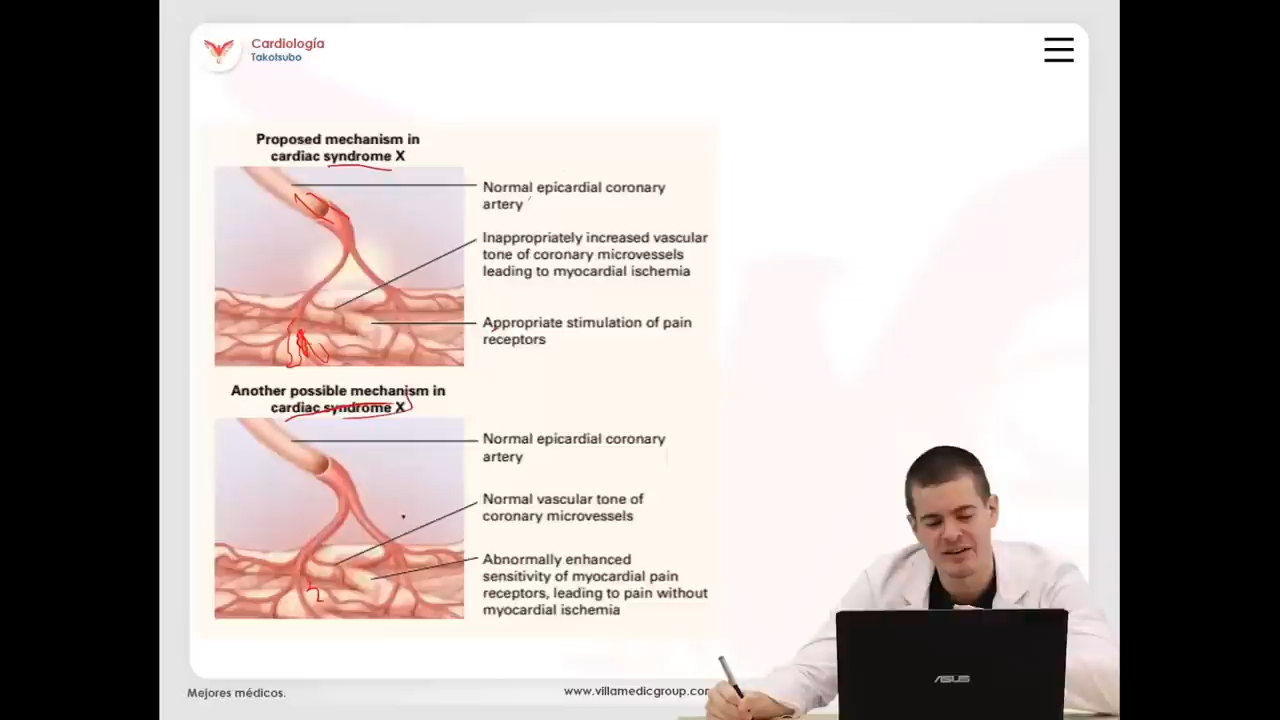 Cardiología
Takotsubo
Proposed mechanism in
cardiac syndrome X
Normal epicardial coronary
artery
Inappropriately increased vascular
tone of coronary microvessels
leading to myocardial ischemia
Appropriate stimulation of pain
receptors
Another possible mechanism in
cardiac syndrome X
Normal epicardial coronary
artery
Normal vascular tone of
coronary microvessels
Abnormally enhanced
sensitivity of myocardial pain
receptors, leading to pain without
myocardial ischemia
Mejores médicos.
www.villamedicgroup.com
ASUS